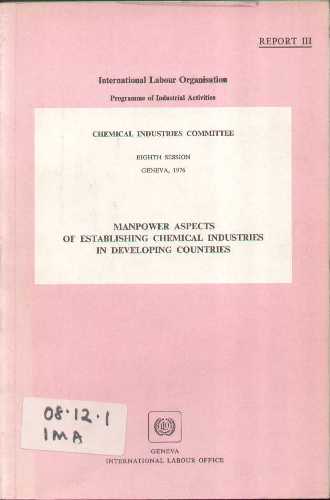 REPORT III
International Labour Organisation
Programme of Industrial Activities
CHEMICAL INDUSTRIES COMMITTEE
EIGHTH SESSION
GENEVA, 1976
MANPOWER ASPECTS
OF ESTABLISHING CHEMICAL INDUSTRIES
IN DEVELOPING COUNTRIES
08.12.1
IMA
GENEVA
INTERNATIONAL LABOUR OFFICE